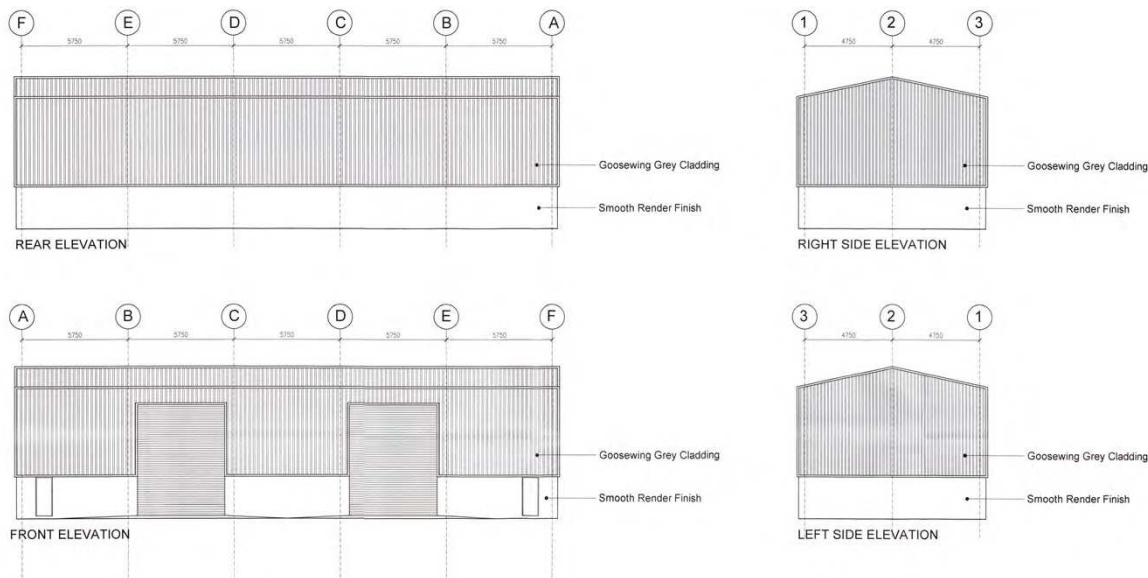 F E D C B A
5750 5750 5750 5750 5750
Goosewing Grey Cladding
Smooth Render Finish
REAR ELEVATION
1 2 3
4750 4750
Goosewing Grey Cladding
Smooth Render Finish
RIGHT SIDE ELEVATION
A B C D E F
5750 5750 5750 5750 5750
Goosewing Grey Cladding
Smooth Render Finish
FRONT ELEVATION
3 2 1
4750 4750
Goosewing Grey Cladding
Smooth Render Finish
LEFT SIDE ELEVATION